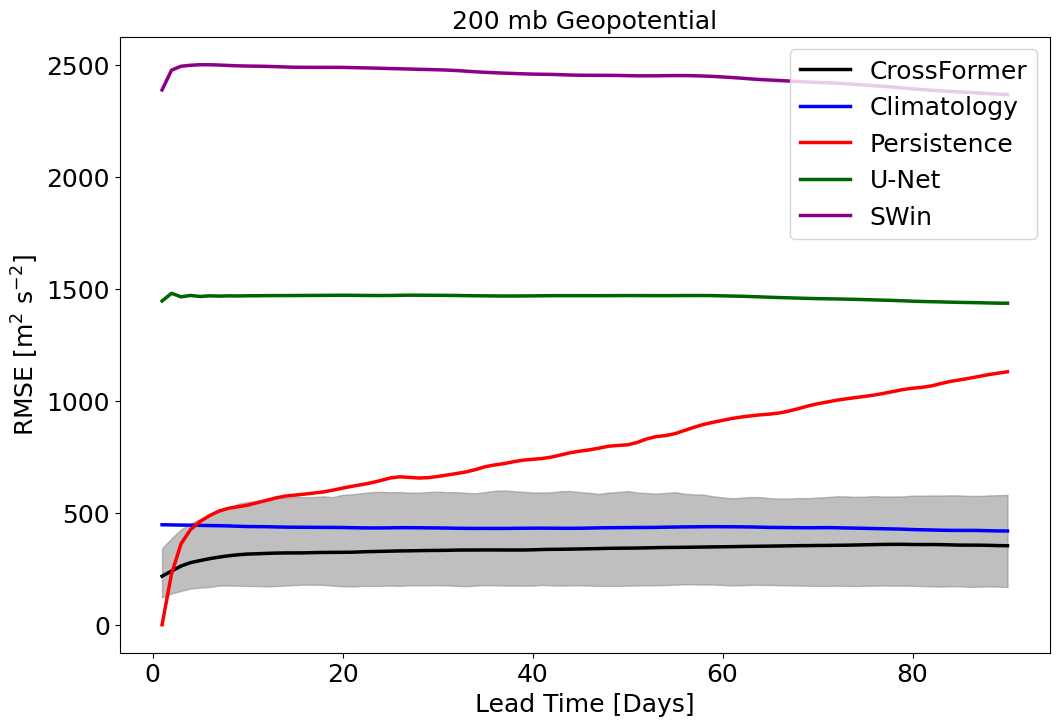 200 mb Geopotential
CrossFormer
Climatology
Persistence
U-Net
SWin
RMSE [m² s⁻²]
2500
2000
1500
1000
500
0
0 20 40 60 80
Lead Time [Days]